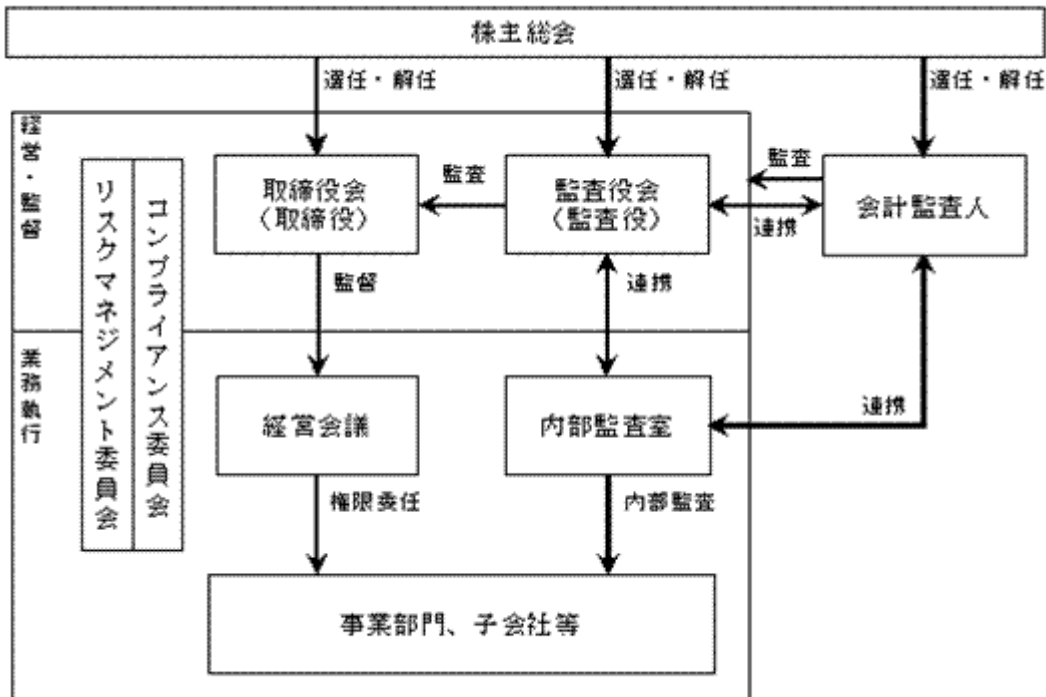 株主総会
選任・解任
選任・解任
選任・解任
経営・監督
リスクマネジメント委員会
コンプライアンス委員会
取締役会
(取締役)
監査
監査役会
(監査役)
監査
連携
会計監査人
監督
連携
業務執行
経営会議
内部監査室
連携
権限委任
内部監査
事業部門、子会社等